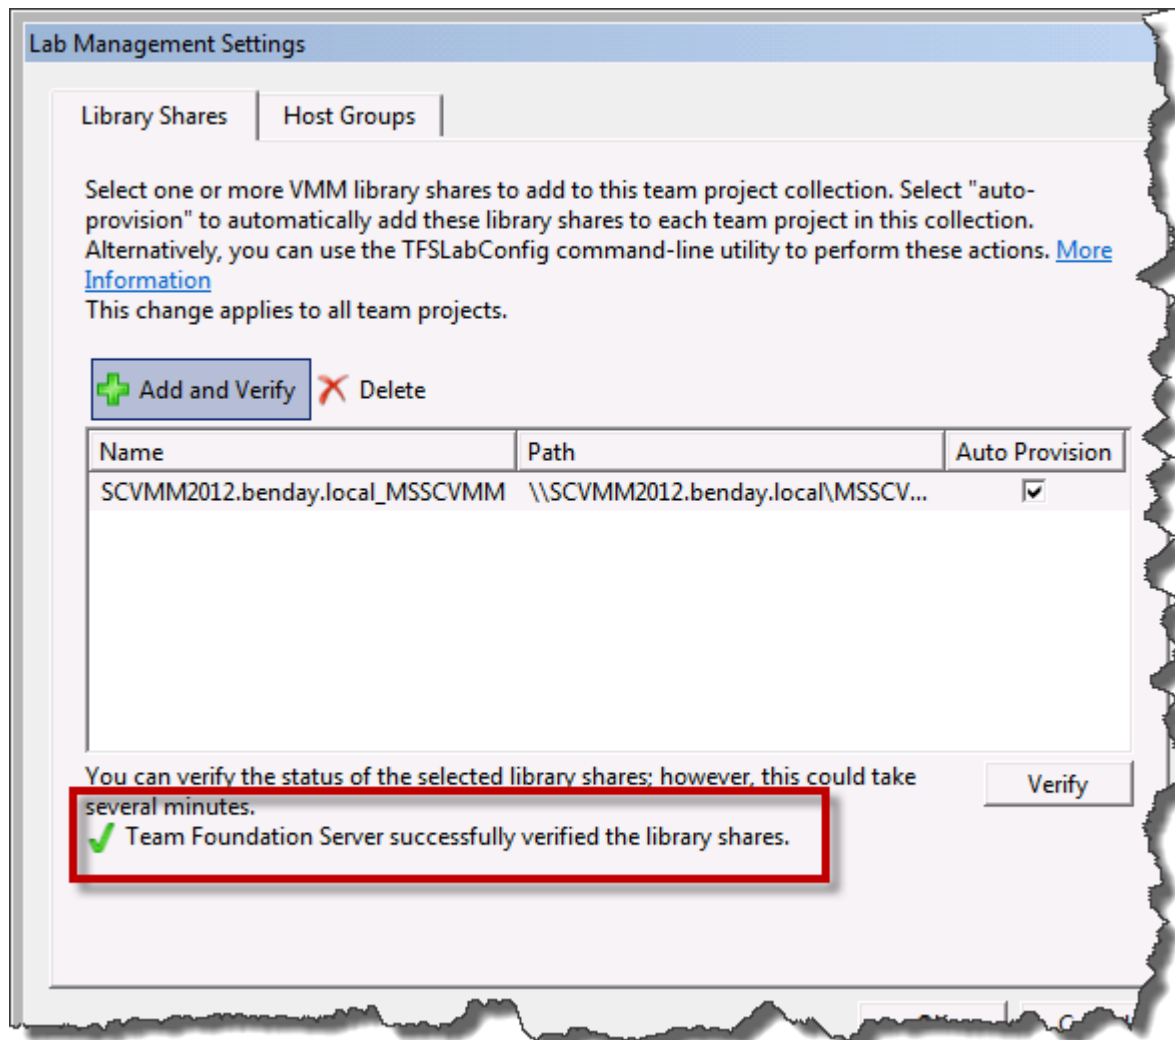 Lab Management Settings
Library Shares
Host Groups
Select one or more VMM library shares to add to this team project collection. Select "auto-
provision" to automatically add these library shares to each team project in this collection.
Alternatively, you can use the TFSLabConfig command-line utility to perform these actions. More
Information
This change applies to all team projects.
Add and Verify
Delete
Name
Path
Auto Provision
SCVMM2012.benday.local_MSSCVMM
\\SCVMM2012.benday.local\MSSCV...
You can verify the status of the selected library shares; however, this could take
several minutes.
Verify
Team Foundation Server successfully verified the library shares.